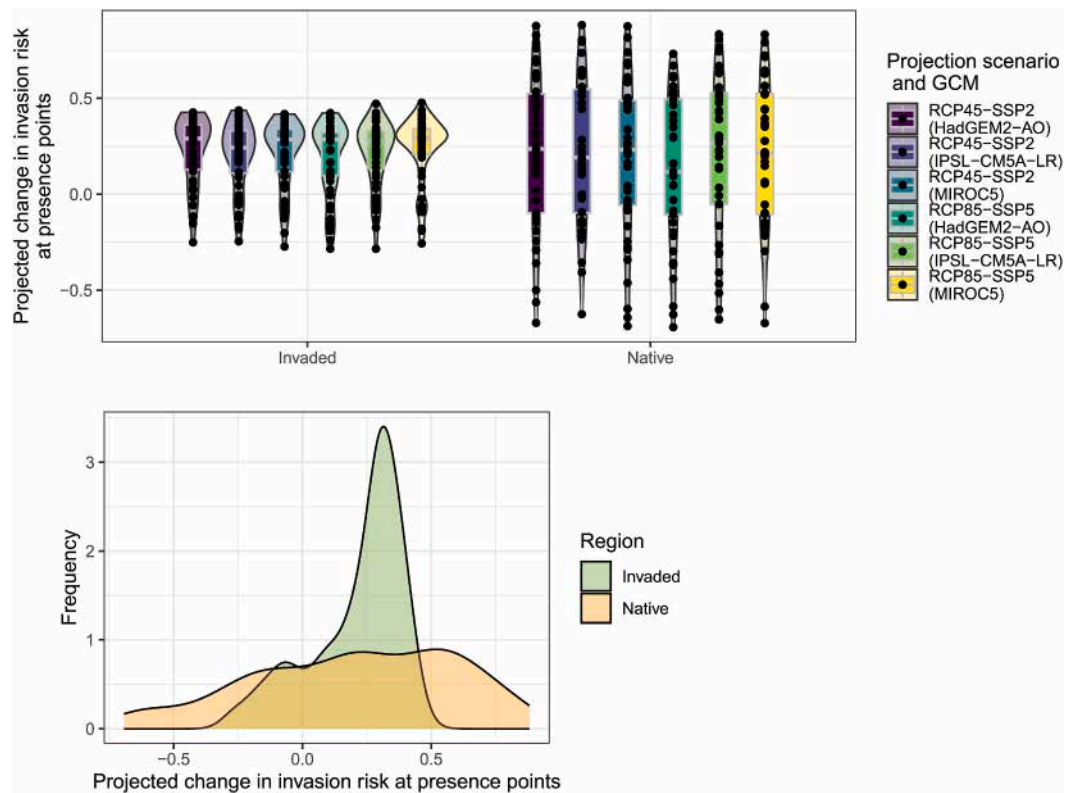 Projected change in invasion risk
at presence points
0.5
0.0
−0.5
Invaded
Native
Projection scenario
and GCM
RCP45−SSP2
(HadGEM2−AO)
RCP45−SSP2
(IPSL−CM5A−LR)
RCP45−SSP2
(MIROC5)
RCP85−SSP5
(HadGEM2−AO)
RCP85−SSP5
(IPSL−CM5A−LR)
RCP85−SSP5
(MIROC5)
Frequency
3
2
1
0
−0.5
0.0
0.5
Projected change in invasion risk at presence points
Region
Invaded
Native